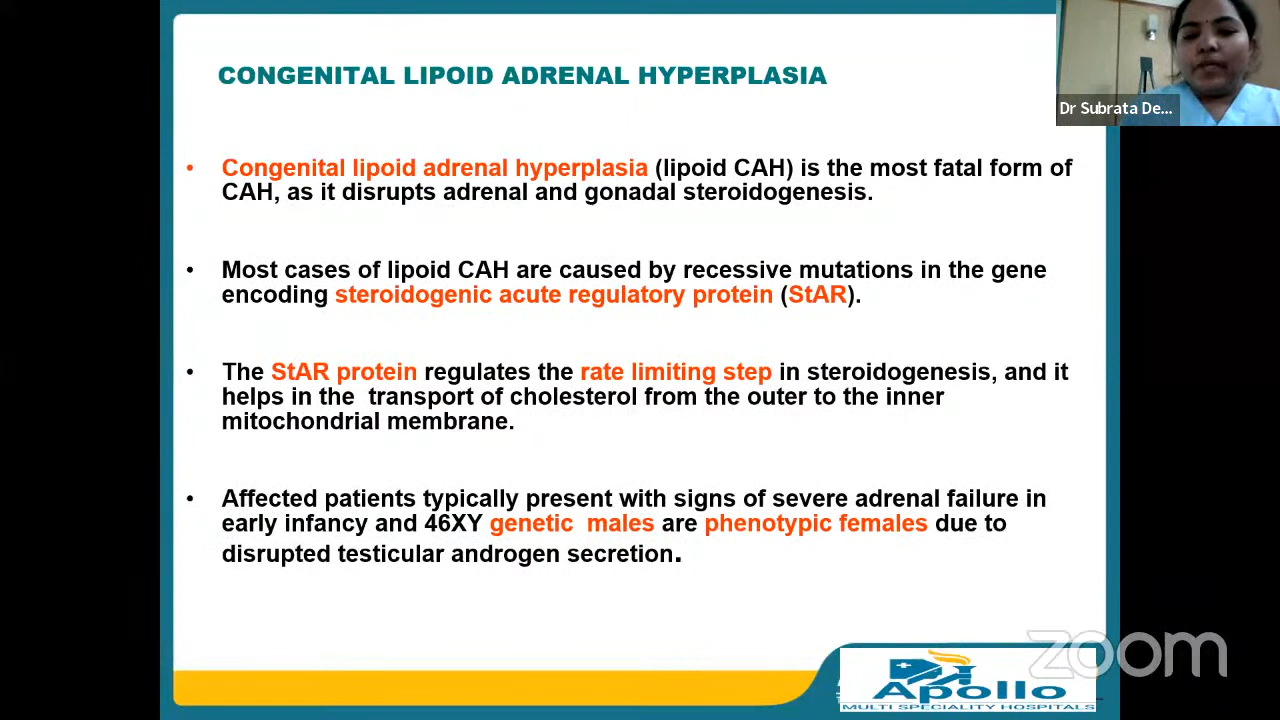 CONGENITAL LIPOID ADRENAL HYPERPLASIA
Dr Subrata De...
• Congenital lipoid adrenal hyperplasia (lipoid CAH) is the most fatal form of
CAH, as it disrupts adrenal and gonadal steroidogenesis.
• Most cases of lipoid CAH are caused by recessive mutations in the gene
encoding steroidogenic acute regulatory protein (StAR).
• The StAR protein regulates the rate limiting step in steroidogenesis, and it
helps in the transport of cholesterol from the outer to the inner
mitochondrial membrane.
• Affected patients typically present with signs of severe adrenal failure in
early infancy and 46XY genetic males are phenotypic females due to
disrupted testicular androgen secretion.
zoom
Apollo
MULTI SPECIALITY HOSPITALS